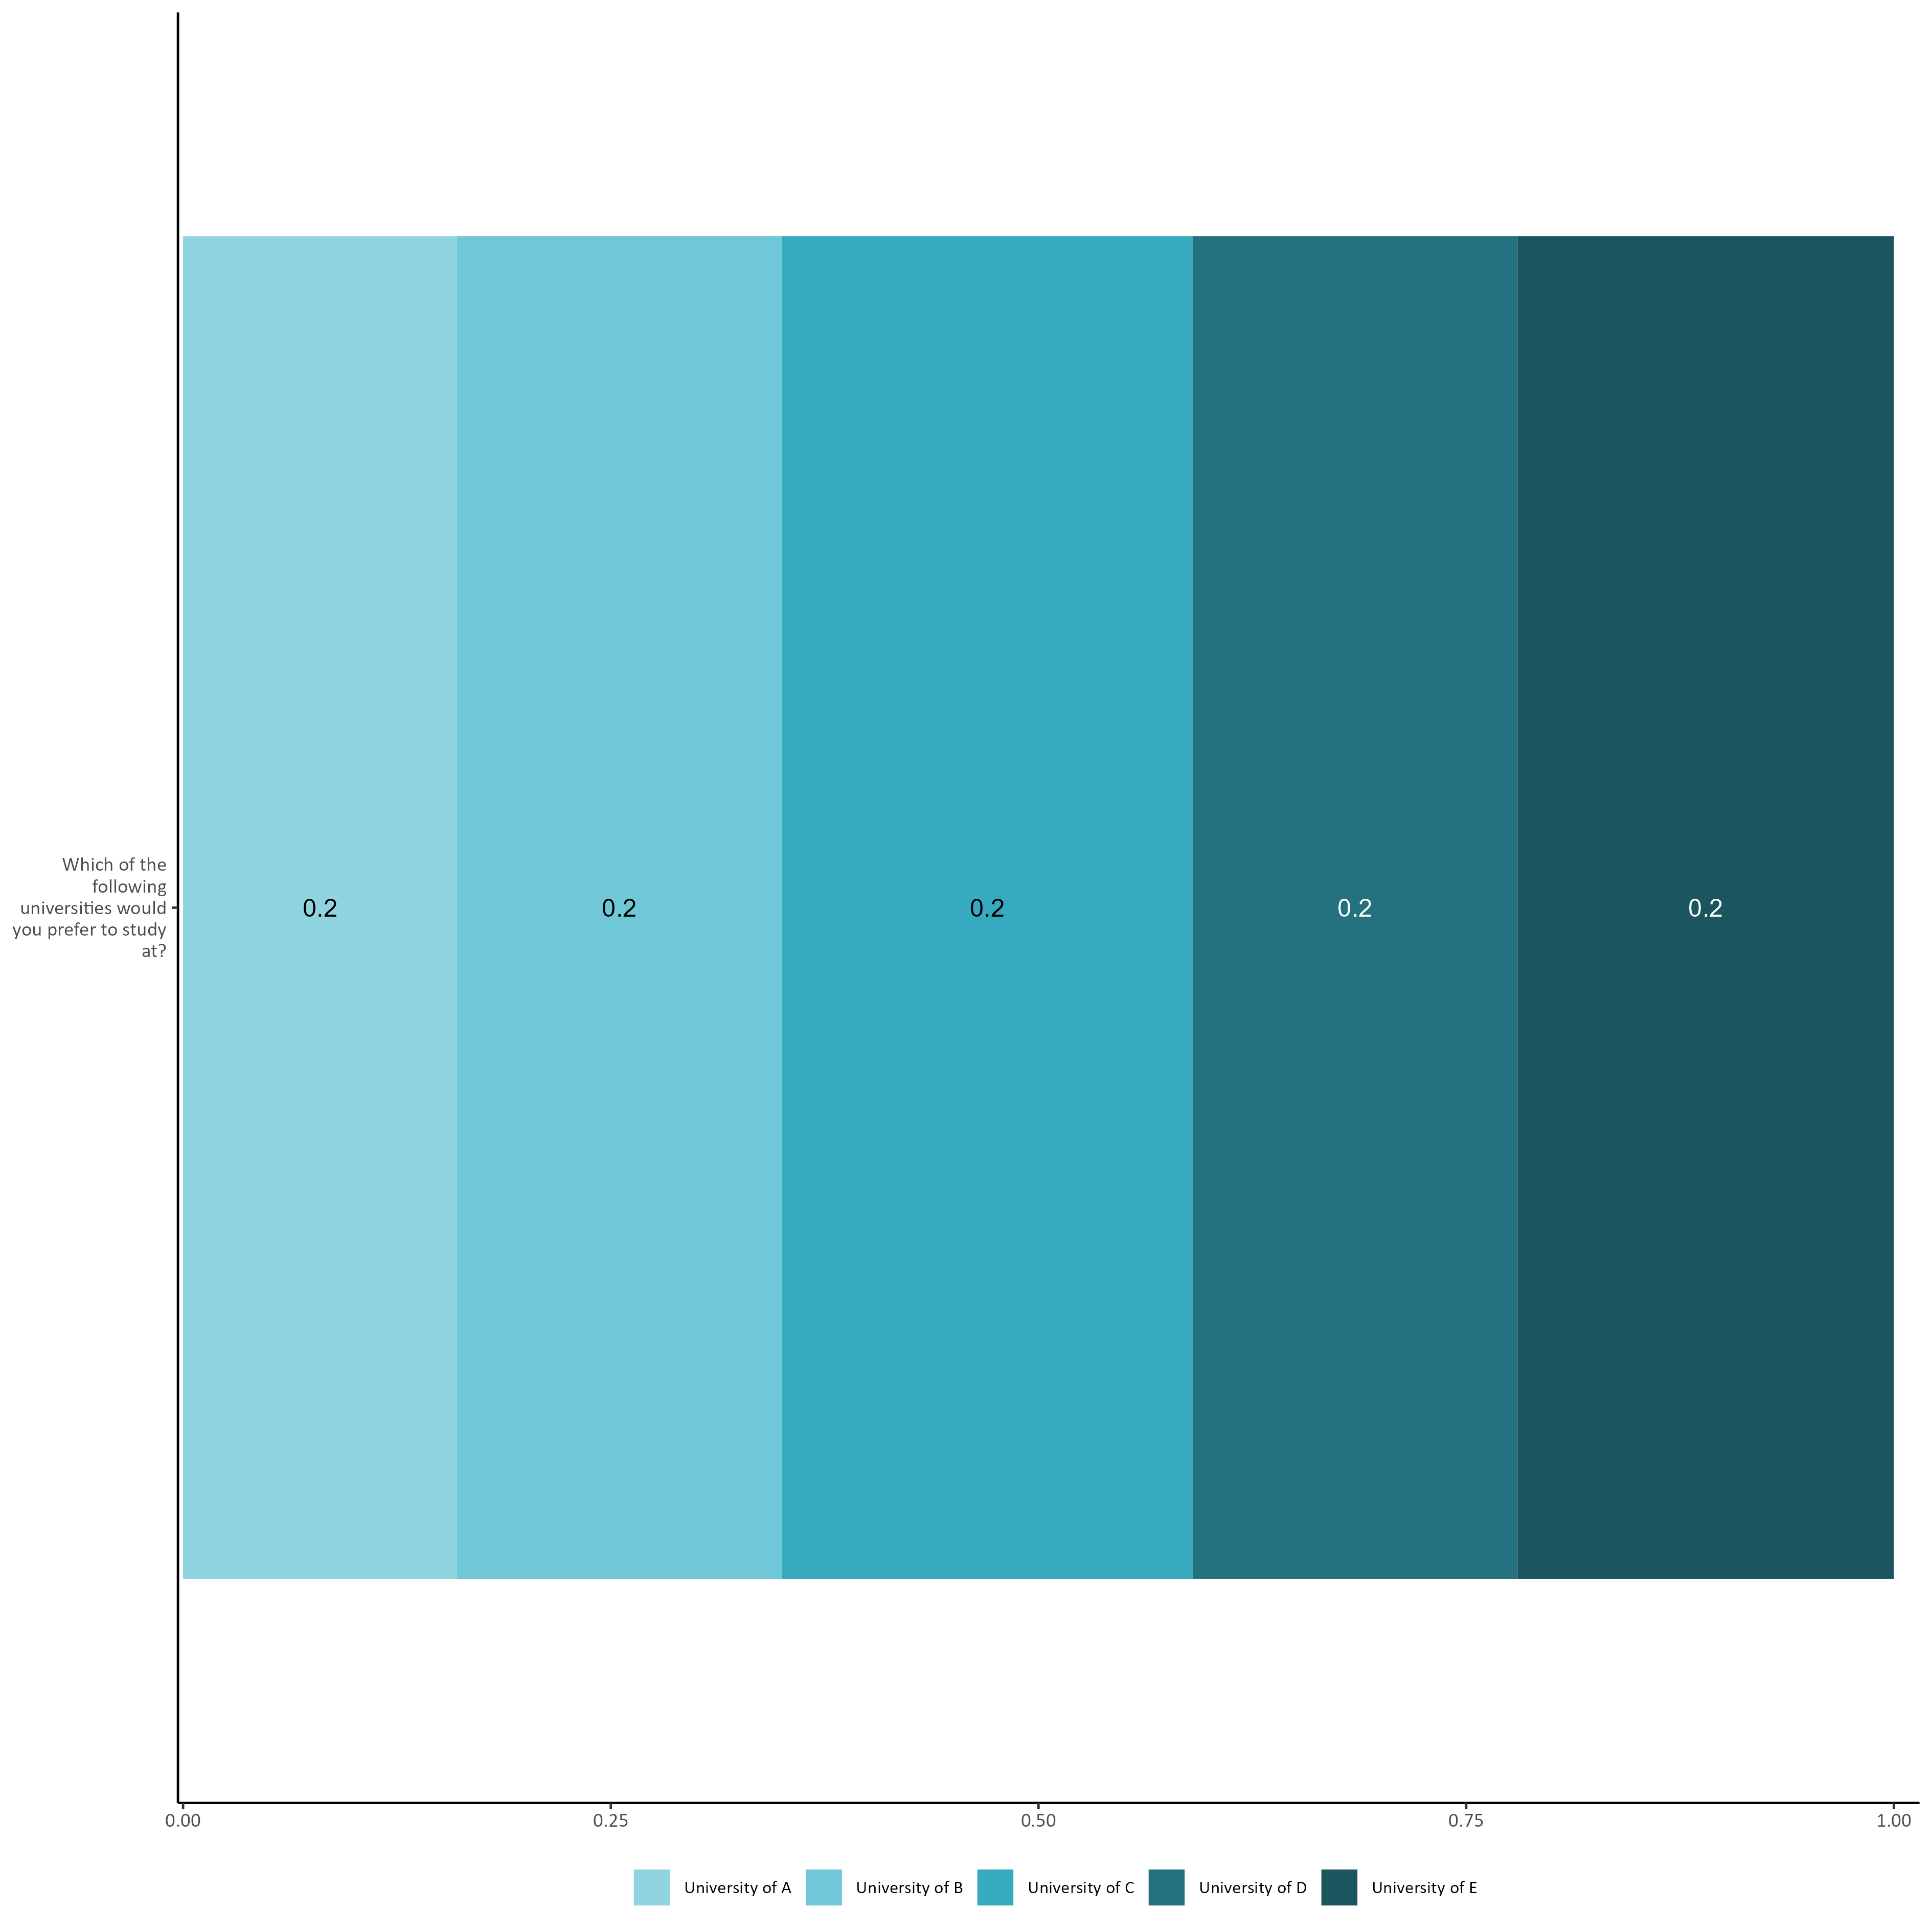 Which of the
following
universities would
you prefer to study
at?
0.2 0.2 0.2 0.2 0.2
0.00 0.25 0.50 0.75 1.00
University of A University of B University of C University of D University of E